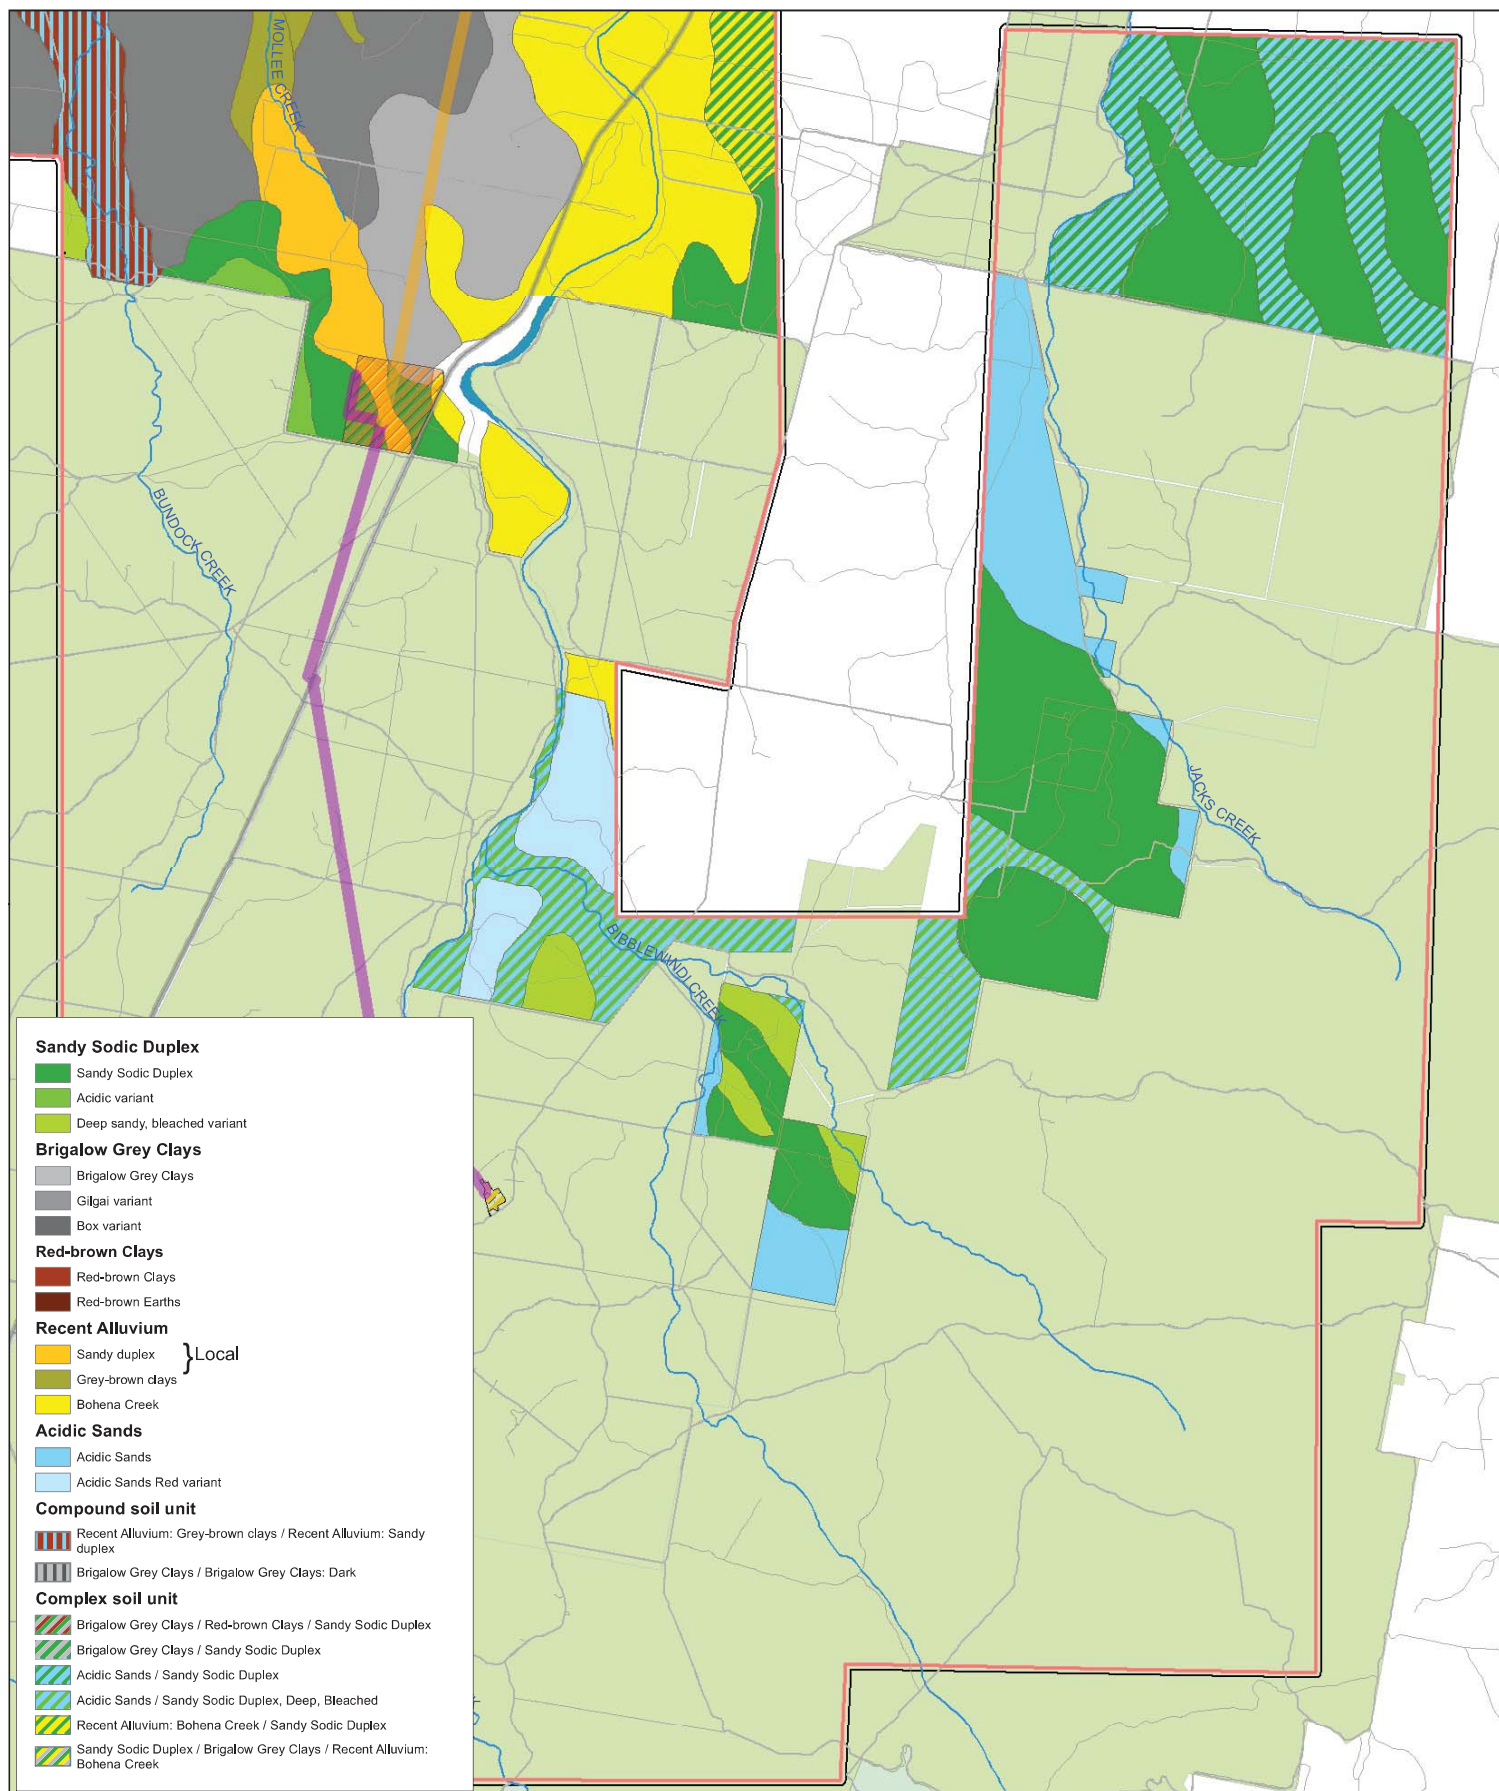 MOLLEE CREEK
BUNDOCK CREEK
JACKS CREEK
BIBBLEWINDI CREEK
Sandy Sodic Duplex
Sandy Sodic Duplex
Acidic variant
Deep sandy, bleached variant
Brigalow Grey Clays
Brigalow Grey Clays
Gilgai variant
Box variant
Red-brown Clays
Red-brown Clays
Red-brown Earths
Recent Alluvium
Sandy duplex
}Local
Grey-brown clays
Bohena Creek
Acidic Sands
Acidic Sands
Acidic Sands Red variant
Compound soil unit
Recent Alluvium: Grey-brown clays / Recent Alluvium: Sandy
duplex
Brigalow Grey Clays / Brigalow Grey Clays: Dark
Complex soil unit
Brigalow Grey Clays / Red-brown Clays / Sandy Sodic Duplex
Brigalow Grey Clays / Sandy Sodic Duplex
Acidic Sands / Sandy Sodic Duplex
Acidic Sands / Sandy Sodic Duplex, Deep, Bleached
Recent Alluvium: Bohena Creek / Sandy Sodic Duplex
Sandy Sodic Duplex / Brigalow Grey Clays / Recent Alluvium:
Bohena Creek